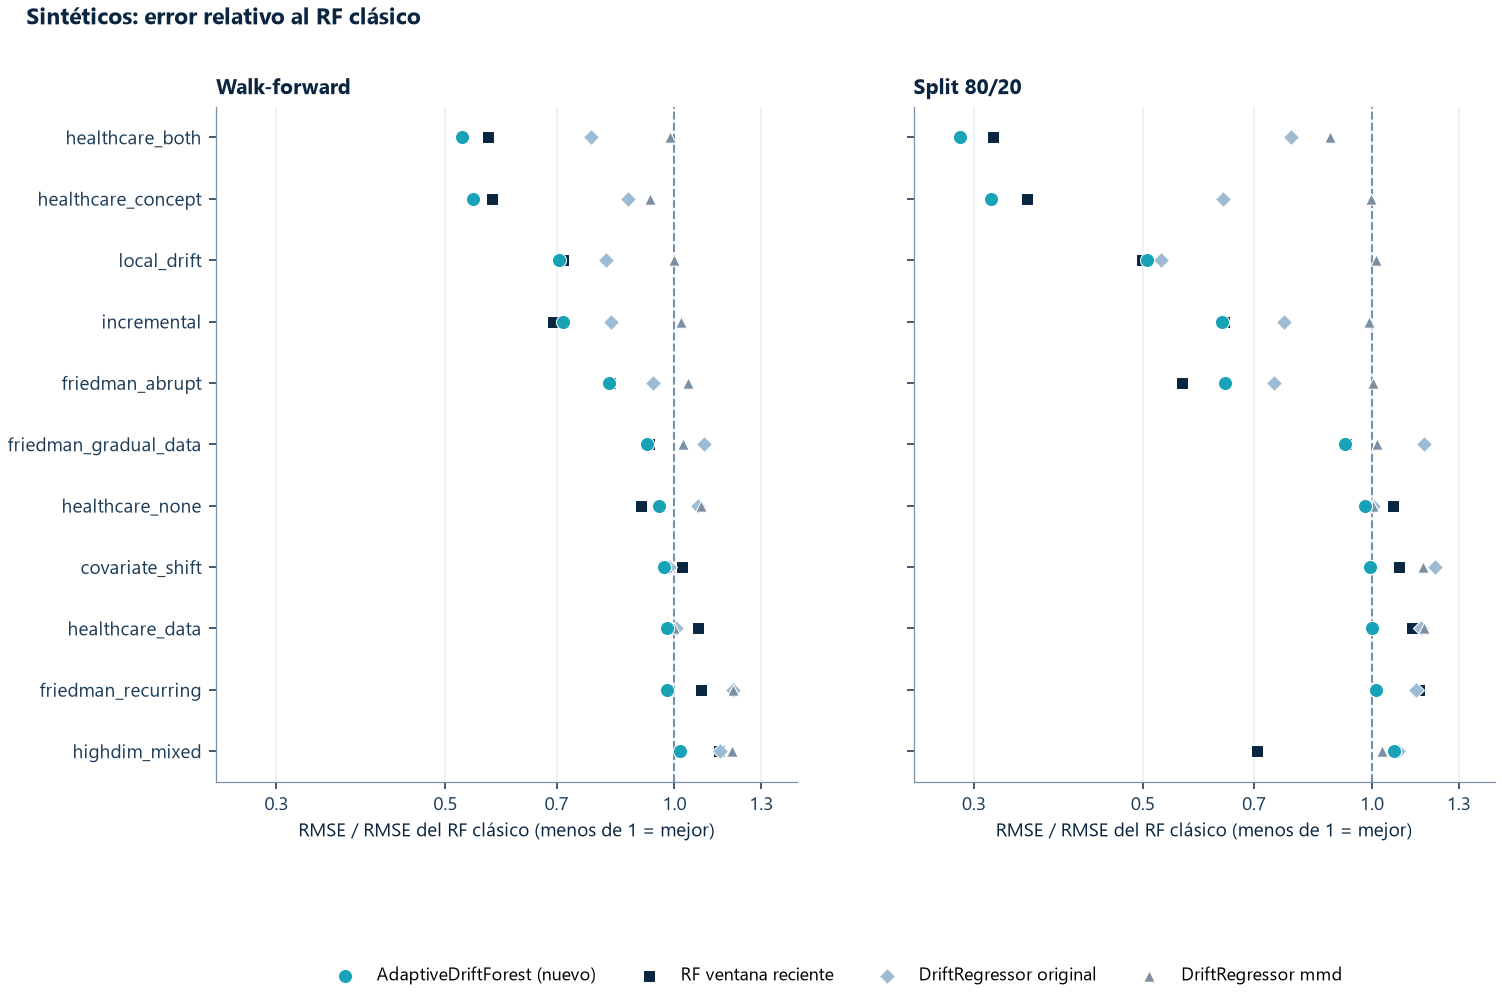 Sintéticos: error relativo al RF clásico
Walk-forward
Split 80/20
healthcare_both
healthcare_concept
local_drift
incremental
friedman_abrupt
friedman_gradual_data
healthcare_none
covariate_shift
healthcare_data
friedman_recurring
highdim_mixed
0.3 0.5 0.7 1.0 1.3
0.3 0.5 0.7 1.0 1.3
RMSE / RMSE del RF clásico (menos de 1 = mejor)
RMSE / RMSE del RF clásico (menos de 1 = mejor)
AdaptiveDriftForest (nuevo) RF ventana reciente DriftRegressor original DriftRegressor mmd